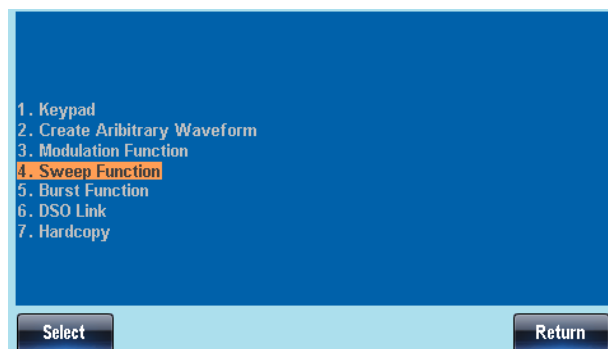 1. Keypad
2. Create Aribitrary Waveform
3. Modulation Function
4. Sweep Function
5. Burst Function
6. DSO Link
7. Hardcopy
Select
Return